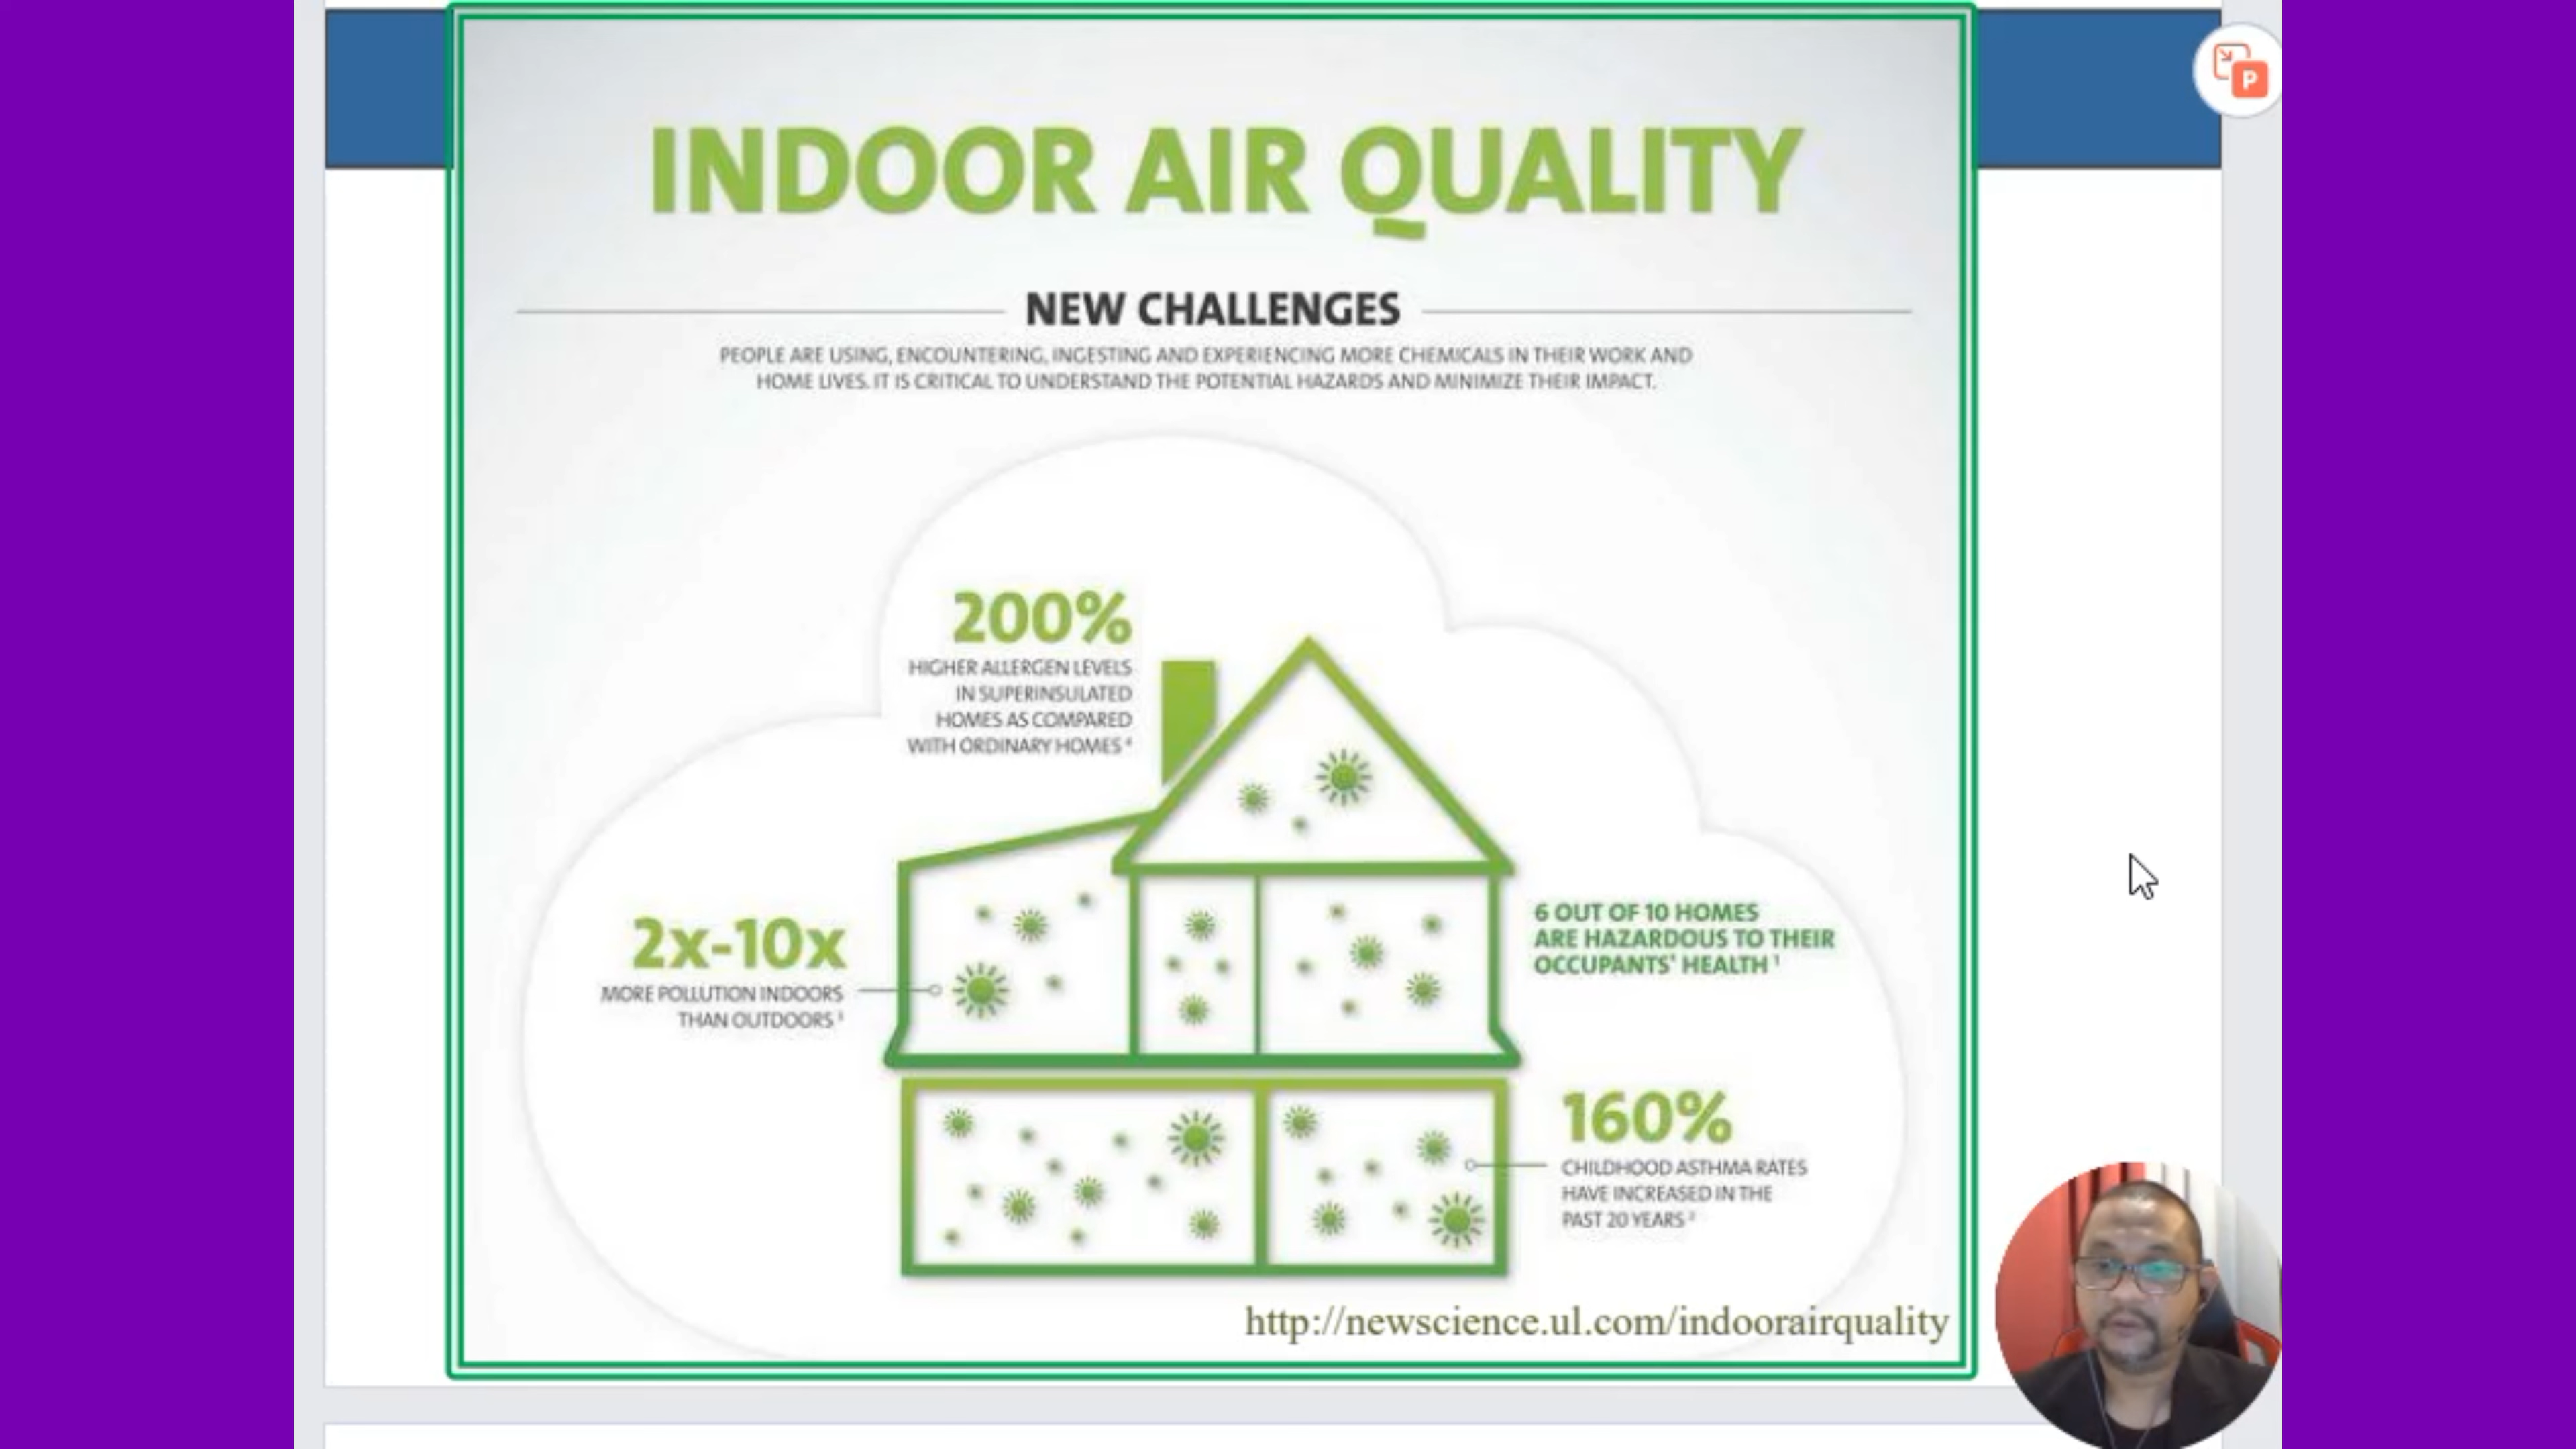 INDOOR AIR QUALITY
NEW CHALLENGES
PEOPLE ARE USING, ENCOUNTERING, INGESTING AND EXPERIENCING MORE CHEMICALS IN THEIR WORK AND
HOME LIVES. IT IS CRITICAL TO UNDERSTAND THE POTENTIAL HAZARDS AND MINIMIZE THEIR IMPACT.
200%
HIGHER ALLERGEN LEVELS
IN SUPERINSULATED
HOMES AS COMPARED
WITH ORDINARY HOMES ⁴
2x-10x
MORE POLLUTION INDOORS
THAN OUTDOORS ³
6 OUT OF 10 HOMES
ARE HAZARDOUS TO THEIR
OCCUPANTS' HEALTH ¹
160%
CHILDHOOD ASTHMA RATES
HAVE INCREASED IN THE
PAST 20 YEARS ²
http://newscience.ul.com/indoorairquality
P